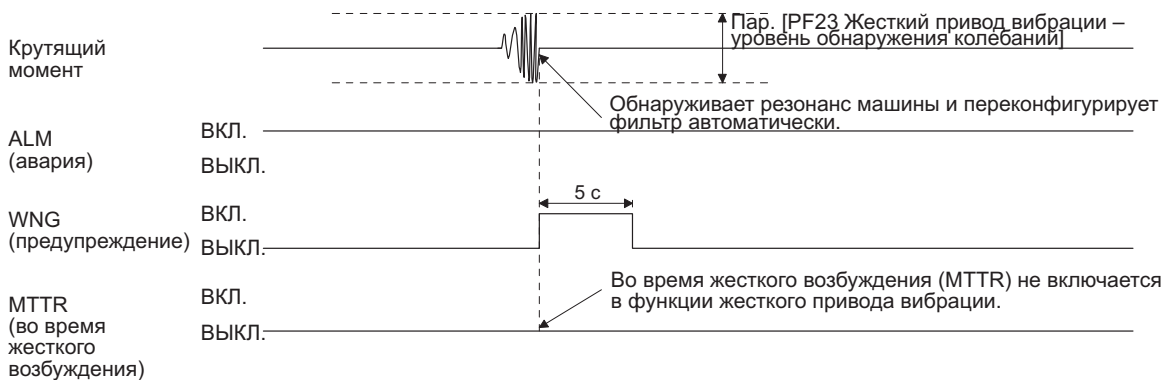 Пар. [PF23 Жесткий привод вибрации –
уровень обнаружения колебаний]
Крутящий
момент
Обнаруживает резонанс машины и переконфигурирует
фильтр автоматически.
ALM
(авария)
ВКЛ.
ВЫКЛ.
5 с
WNG
(предупреждение)
ВКЛ.
ВЫКЛ.
Во время жесткого возбуждения (MTTR) не включается
в функции жесткого привода вибрации.
MTTR
(во время
жесткого
возбуждения)
ВКЛ.
ВЫКЛ.